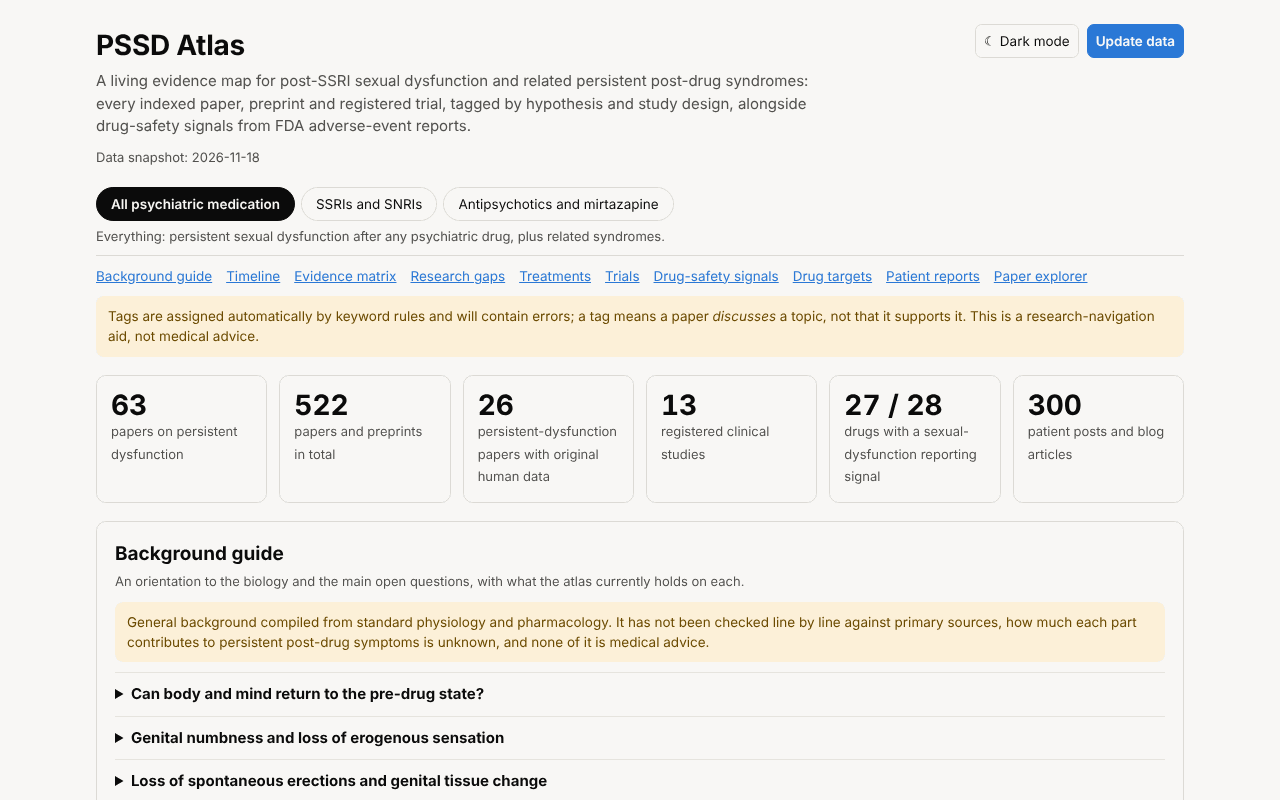 PSSD Atlas
☾ Dark mode
Update data
A living evidence map for post-SSRI sexual dysfunction and related persistent post-drug syndromes:
every indexed paper, preprint and registered trial, tagged by hypothesis and study design, alongside
drug-safety signals from FDA adverse-event reports.
Data snapshot: 2026-11-18
All psychiatric medication
SSRIs and SNRIs
Antipsychotics and mirtazapine
Everything: persistent sexual dysfunction after any psychiatric drug, plus related syndromes.
Background guide Timeline Evidence matrix Research gaps Treatments Trials Drug-safety signals Drug targets Patient reports Paper explorer
Tags are assigned automatically by keyword rules and will contain errors; a tag means a paper discusses a topic, not that it supports it. This is a research-navigation
aid, not medical advice.
63
papers on persistent
dysfunction
522
papers and preprints
in total
26
persistent-dysfunction
papers with original
human data
13
registered clinical
studies
27 / 28
drugs with a sexual-
dysfunction reporting
signal
300
patient posts and blog
articles
Background guide
An orientation to the biology and the main open questions, with what the atlas currently holds on each.
General background compiled from standard physiology and pharmacology. It has not been checked line by line against primary sources, how much each part
contributes to persistent post-drug symptoms is unknown, and none of it is medical advice.
Can body and mind return to the pre-drug state?
Genital numbness and loss of erogenous sensation
Loss of spontaneous erections and genital tissue change